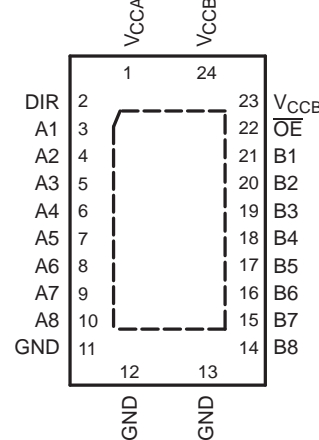 VCCA VCCB
1 24
DIR 2 23 VCCB
A1 3 22 OE
A2 4 21 B1
A3 5 20 B2
A4 6 19 B3
A5 7 18 B4
A6 8 17 B5
A7 9 16 B6
A8 10 15 B7
GND 11 14 B8
12 13
GND GND